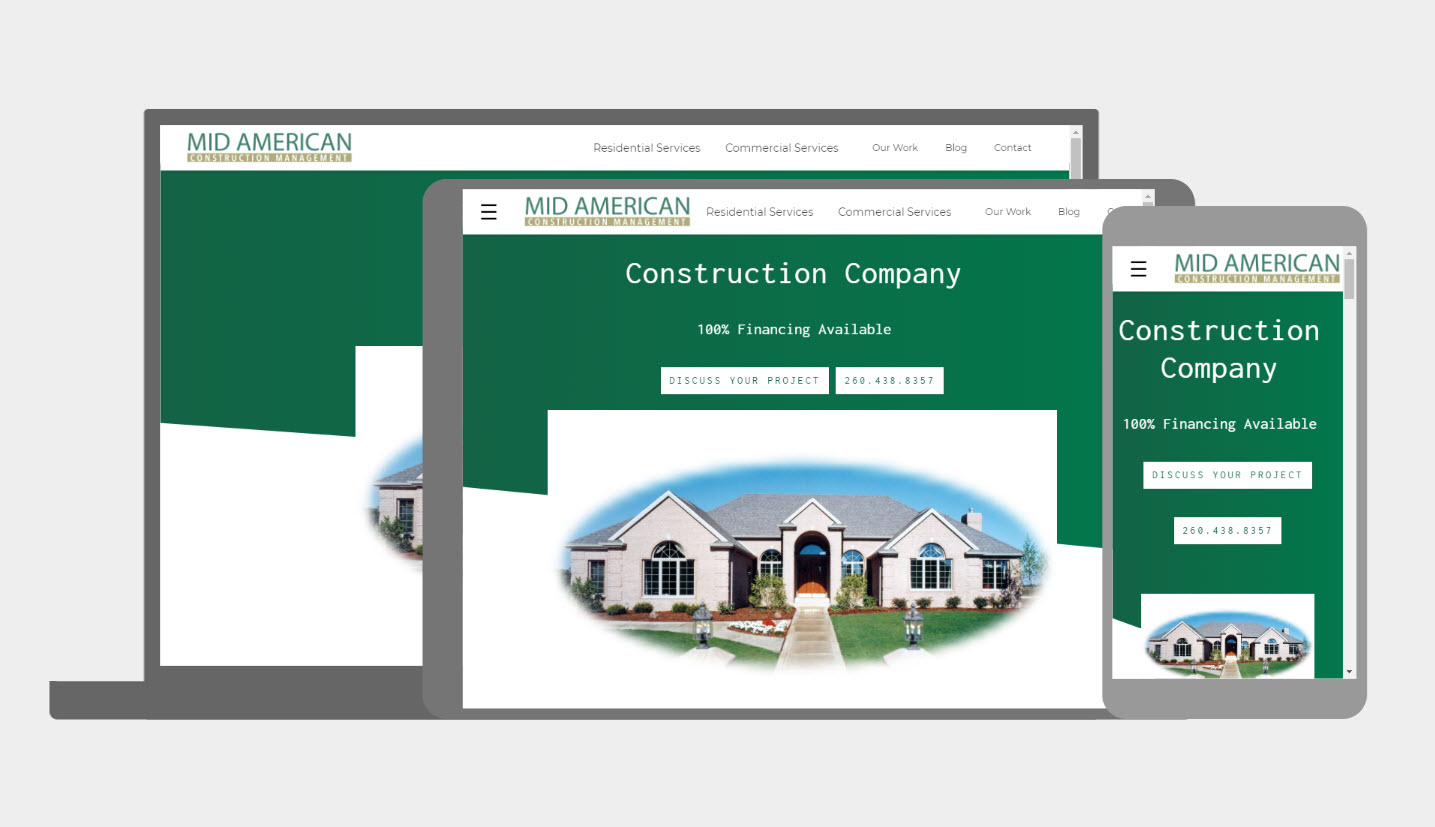 MID AMERICAN
CONSTRUCTION MANAGEMENT
Residential Services Commercial Services Our Work Blog Contact
MID AMERICAN
CONSTRUCTION MANAGEMENT
Residential Services Commercial Services Our Work Blog
Construction Company
100% Financing Available
DISCUSS YOUR PROJECT 260.438.8357
MID AMERICAN
CONSTRUCTION MANAGEMENT
Construction
Company
100% Financing Available
DISCUSS YOUR PROJECT
260.438.8357